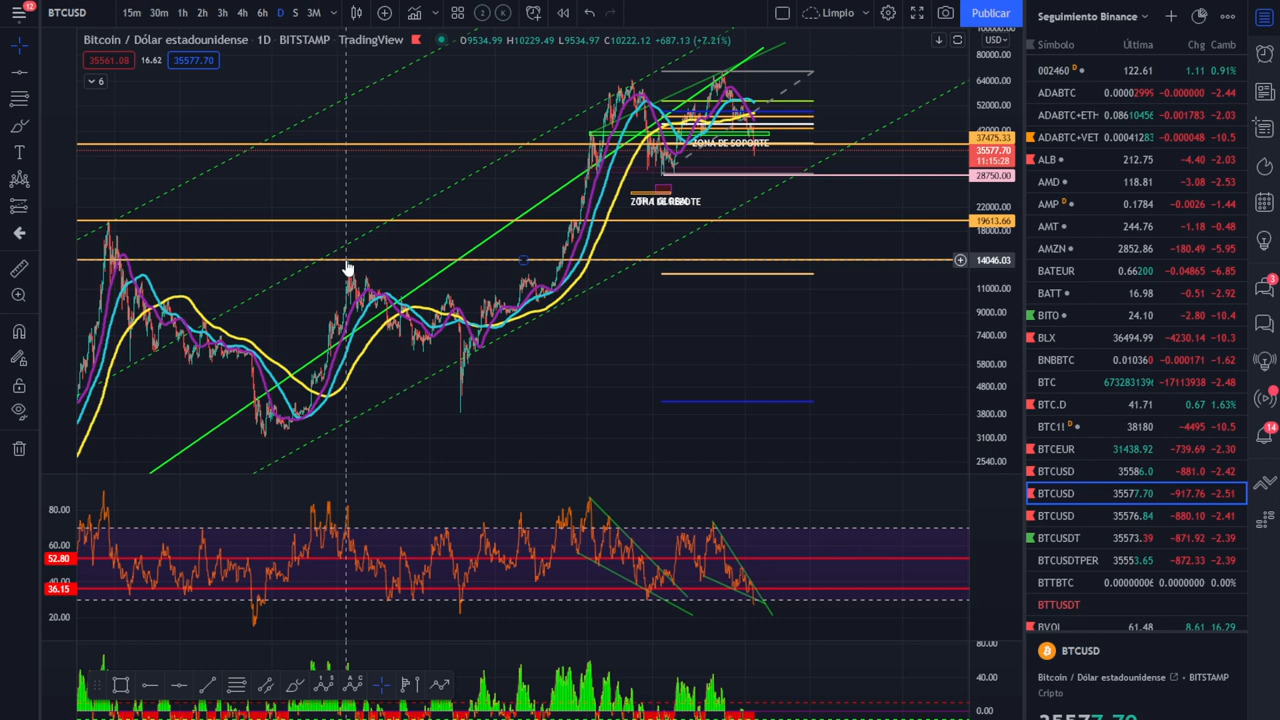 12
BTCUSD 15m 30m 1h 2h 3h 4h 6h D S 3M 2 K Limpio Publicar
Bitcoin / Dólar estadounidense · 1D · BITSTAMP · TradingView O9534.99 H10229.49 L9534.97 C10222.12 +687.13 (+7.21%)
35561.08 16.62 35577.70
6
USD
80000.00
64000.00
52000.00
37475.33
35577.70
11:15:28
28750.00
22000.00
19613.66
18000.00
14046.03
11000.00
9000.00
7400.00
5800.00
4800.00
3800.00
3100.00
2540.00
ZONA DE SOPORTE
80.00
60.00
52.80
40.00
36.15
20.00
80.00
40.00
0.00
Seguimiento Binance
Símbolo Última Chg Camb
002460 D 122.61 1.11 0.91%
ADABTC 0.00002999 −0.000000 −2.44
ADABTC+ETH 0.08610456 −0.001783 −2.03
ADABTC+VET 0.00041283 −0.000048 −10.5
ALB 212.75 −4.40 −2.03
AMD 118.81 −3.08 −2.53
AMP D 0.1784 −0.0026 −1.44
AMT 244.76 −1.18 −0.48
AMZN 2852.86 −180.49 −5.95
BATEUR 0.66200 −0.04865 −6.85
BATT 16.98 −0.51 −2.92
BITO 24.10 −2.80 −10.4
BLX 36494.99 −4230.14 −10.3
BNBBTC 0.010360 −0.000171 −1.62
BTC 673283139 −17113938 −2.48
BTC.D 41.71 0.67 1.63%
BTC1! D 38180 −4495 −10.5
BTCEUR 31438.92 −739.69 −2.30
BTCUSD 35586.0 −881.0 −2.42
BTCUSD 35577.70 −917.76 −2.51
BTCUSD 35576.84 −880.10 −2.41
BTCUSDT 35573.39 −871.92 −2.39
BTCUSDTPER 35553.65 −872.33 −2.39
BTTBTC 0.0000000 0.0000000 0.00%
BTTUSDT
BVOL 61.48 8.61 16.29
BTCUSD
Bitcoin / Dólar estadounidense · BITSTAMP
Cripto
35577.70
3
14